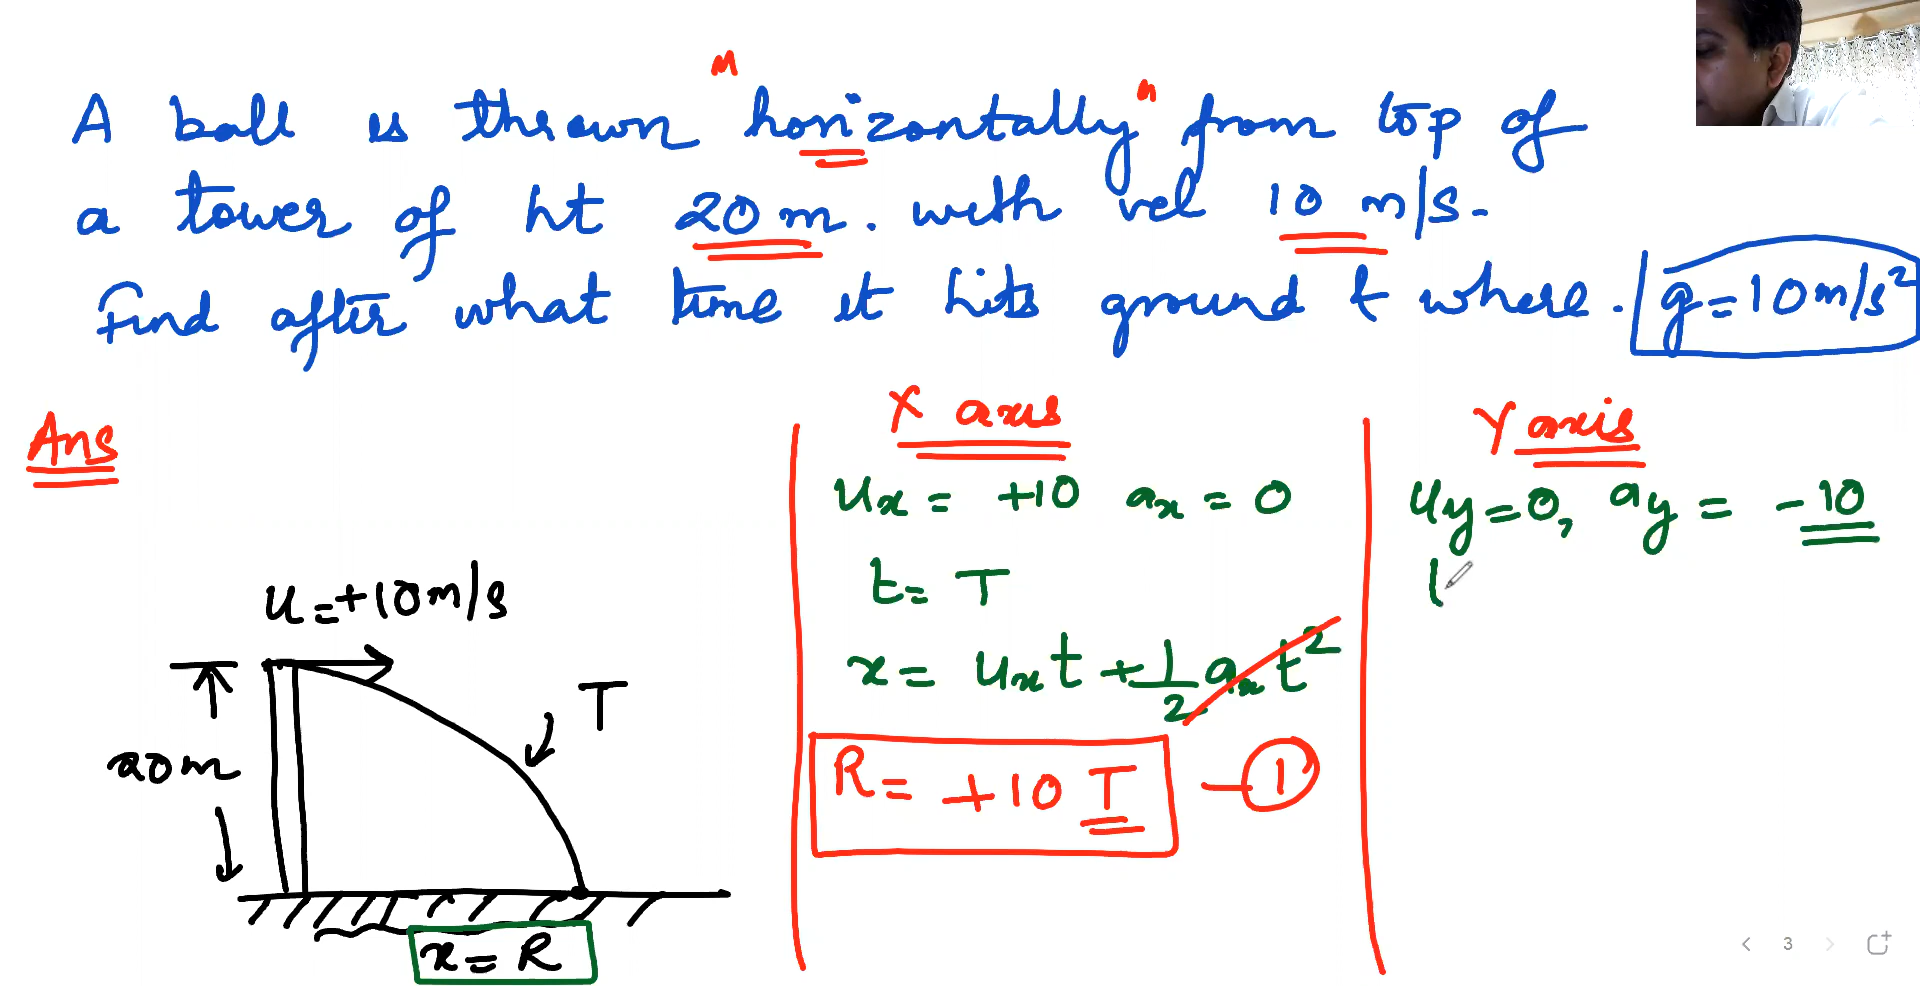 A ball is thrown "horizontally" from top of
a tower of ht 20 m. with vel 10 m/s.
Find after what time it hits ground & where. g=10m/s²
Ans
X axis
Y axis
ux = +10 ax = 0
uy=0, ay = -10
t= T
x= uxt+1/2 axt²
R= +10 T -①
u=+10m/s
T
20m
x= R
3